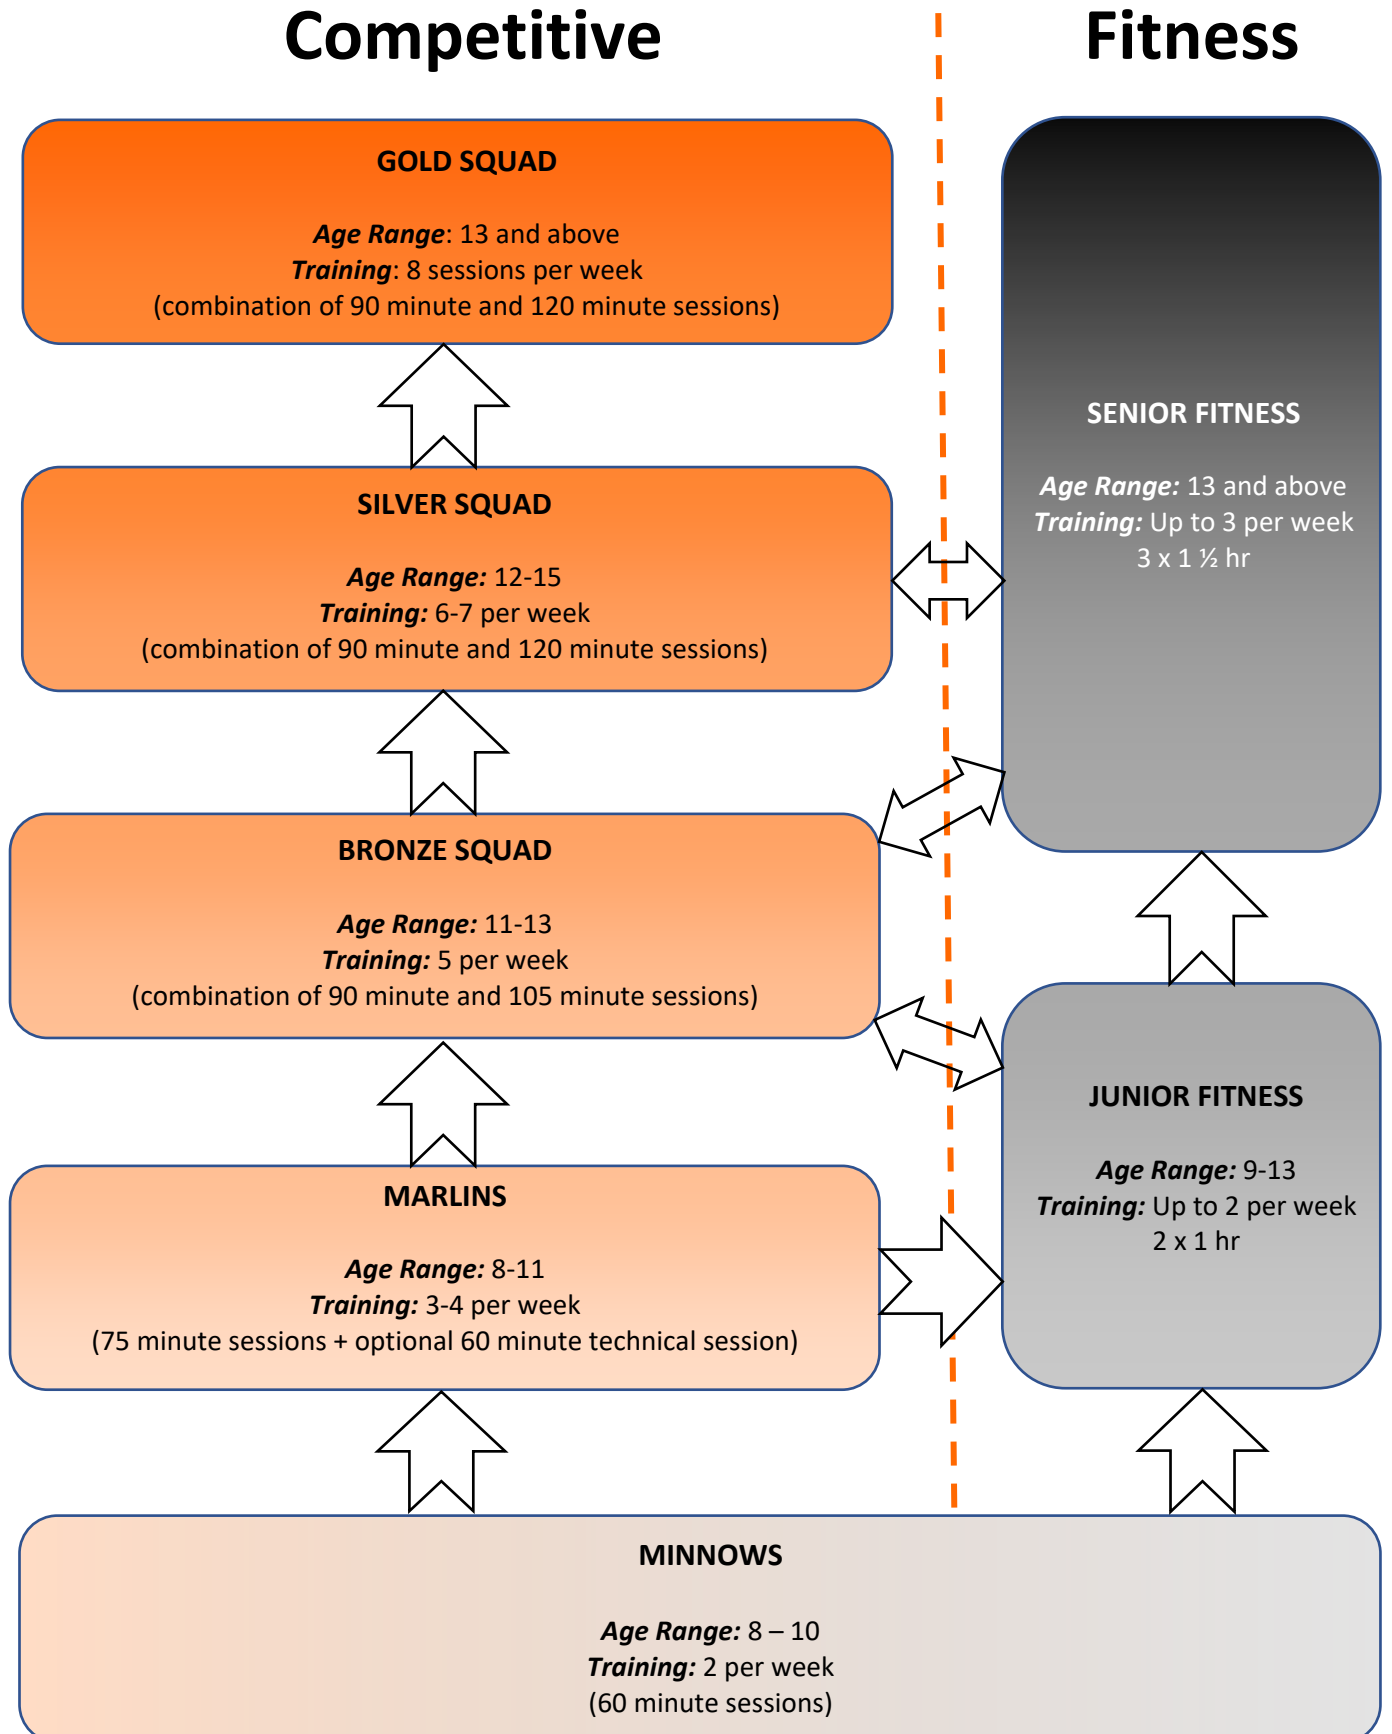 Competitive
Fitness
GOLD SQUAD
Age Range: 13 and above
Training: 8 sessions per week
(combination of 90 minute and 120 minute sessions)
SILVER SQUAD
Age Range: 12-15
Training: 6-7 per week
(combination of 90 minute and 120 minute sessions)
BRONZE SQUAD
Age Range: 11-13
Training: 5 per week
(combination of 90 minute and 105 minute sessions)
MARLINS
Age Range: 8-11
Training: 3-4 per week
(75 minute sessions + optional 60 minute technical session)
SENIOR FITNESS
Age Range: 13 and above
Training: Up to 3 per week
3 x 1 ½ hr
JUNIOR FITNESS
Age Range: 9-13
Training: Up to 2 per week
2 x 1 hr
MINNOWS
Age Range: 8 – 10
Training: 2 per week
(60 minute sessions)